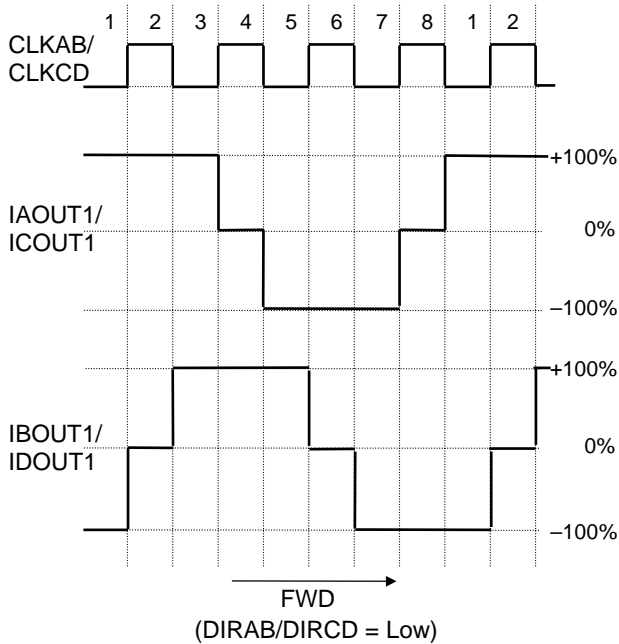 1 2 3 4 5 6 7 8 1 2
CLKAB/
CLKCD
+100%
IAOUT1/
ICOUT1
0%
–100%
+100%
IBOUT1/
IDOUT1
0%
–100%
FWD
(DIRAB/DIRCD = Low)